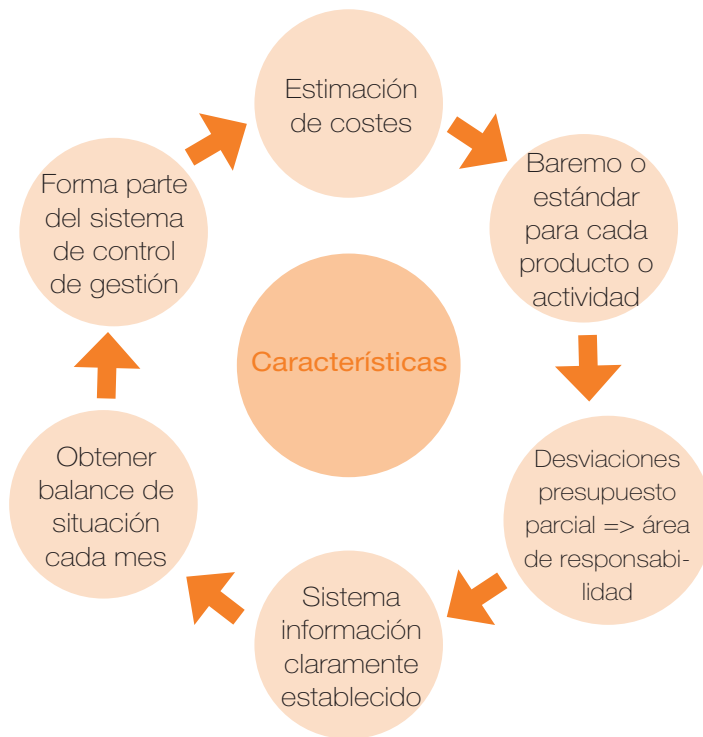 Estimación
de costes
Baremo o
estándar
para cada
producto o
actividad
Desviaciones
presupuesto
parcial => área
de responsabi-
lidad
Sistema
información
claramente
establecido
Obtener
balance de
situación
cada mes
Forma parte
del sistema
de control
de gestión
Características